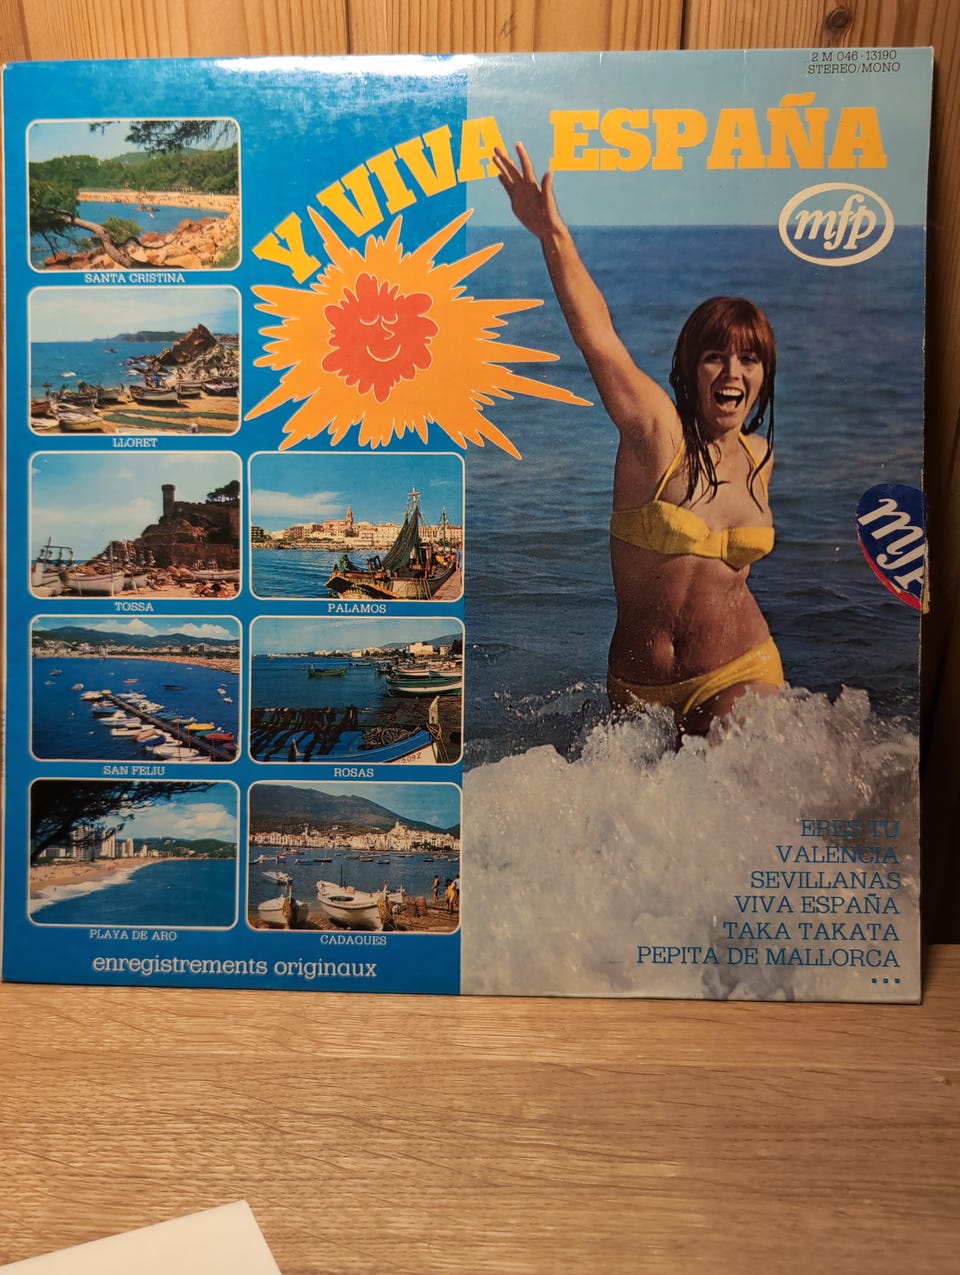 2 M 046-13190
STEREO/MONO
Y VIVA ESPAÑA
mfp
SANTA CRISTINA
LLORET
TOSSA
PALAMOS
SAN FELIU
ROSAS
PLAYA DE ARO
CADAQUES
enregistrements originaux
mfp
ERES TU
VALENCIA
SEVILLANAS
VIVA ESPAÑA
TAKA TAKATA
PEPITA DE MALLORCA
...